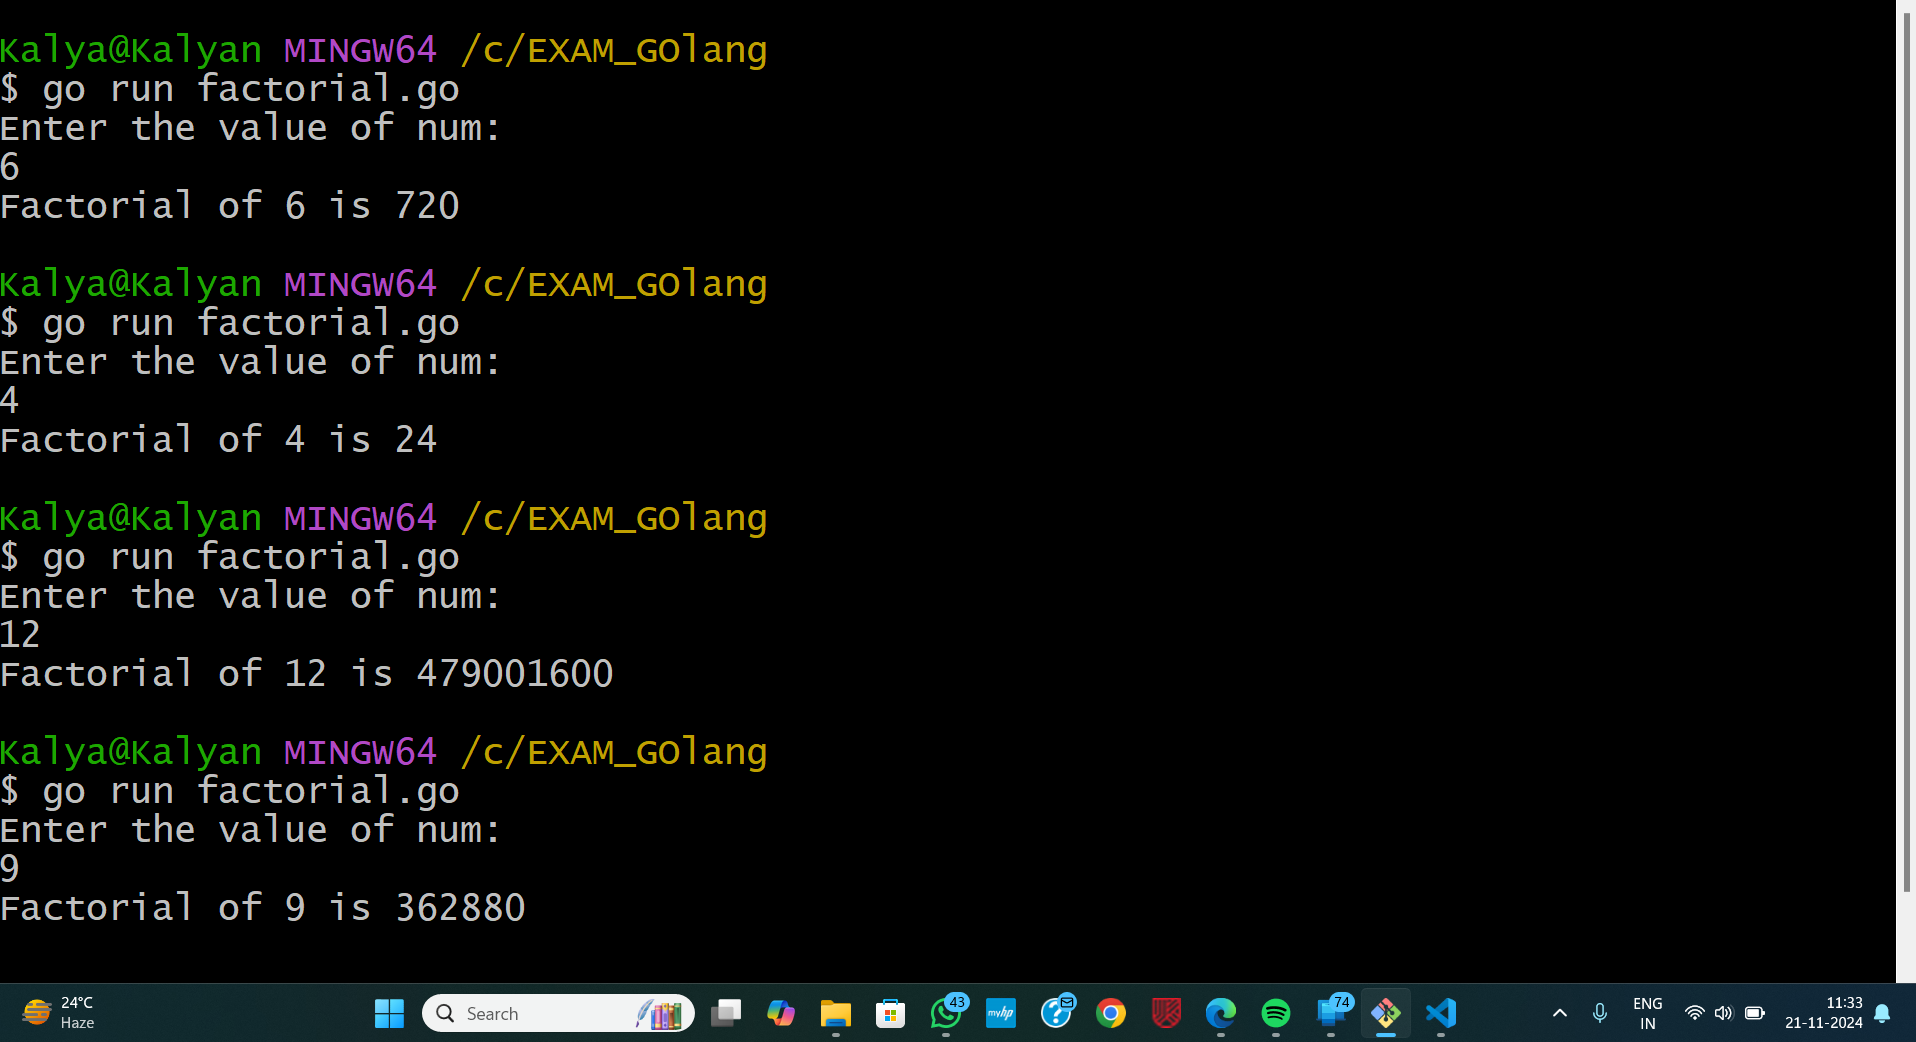 Kalya@Kalyan MINGW64 /c/EXAM_GOlang
$ go run factorial.go
Enter the value of num:
6
Factorial of 6 is 720
Kalya@Kalyan MINGW64 /c/EXAM_GOlang
$ go run factorial.go
Enter the value of num:
4
Factorial of 4 is 24
Kalya@Kalyan MINGW64 /c/EXAM_GOlang
$ go run factorial.go
Enter the value of num:
12
Factorial of 12 is 479001600
Kalya@Kalyan MINGW64 /c/EXAM_GOlang
$ go run factorial.go
Enter the value of num:
9
Factorial of 9 is 362880
24°C
Haze
Search
43
myhp
74
ENG
IN
11:33
21-11-2024